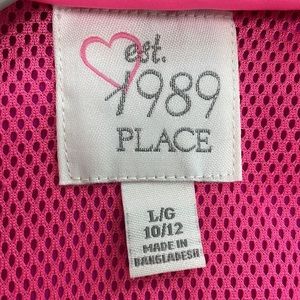 est.
1989
PLACE
L/G
10/12
MADE IN
BANGLADESH